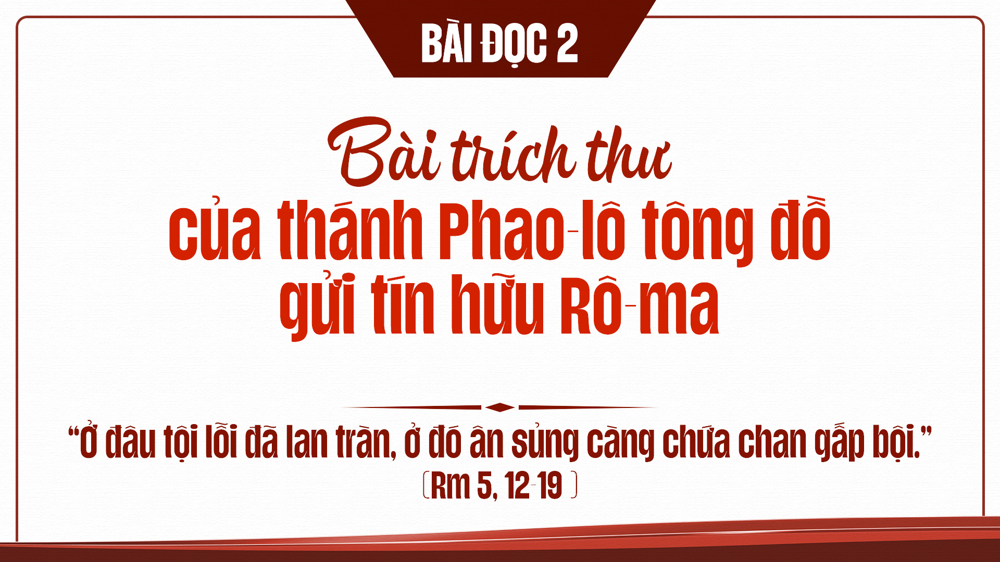 BÀI ĐỌC 2
Bài trích thư
của thánh Phao-lô tông đồ
gửi tín hữu Rô-ma
“Ở đâu tội lỗi đã lan tràn, ở đó ân sủng càng chứa chan gấp bội.”
(Rm 5, 12-19 )